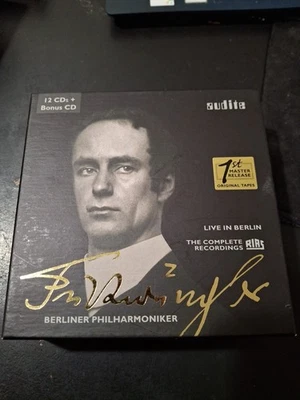 12 CDs +
Bonus CD
audite
1st
MASTER
RELEASE
ORIGINAL TAPES
LIVE IN BERLIN
THE COMPLETE
RECORDINGS RIAS
BERLINER PHILHARMONIKER